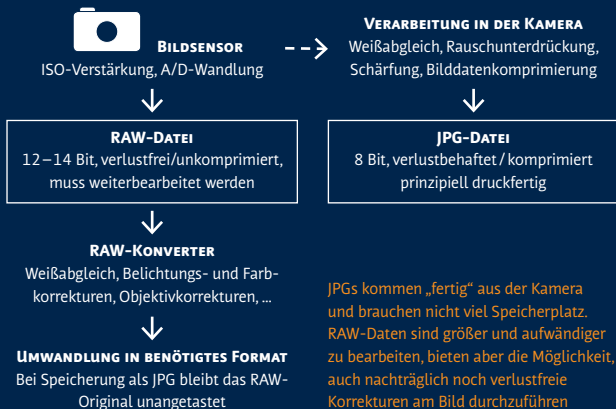 BILDSENSOR
ISO-Verstärkung, A/D-Wandlung
RAW-DATEI
12–14 Bit, verlustfrei/unkomprimiert,
muss weiterbearbeitet werden
RAW-KONVERTER
Weißabgleich, Belichtungs- und Farb-
korrekturen, Objektivkorrekturen, ...
UMWANDLUNG IN BENÖTIGTES FORMAT
Bei Speicherung als JPG bleibt das RAW-
Original unangetastet
VERARBEITUNG IN DER KAMERA
Weißabgleich, Rauschunterdrückung,
Schärfung, Bilddatenkomprimierung
JPG-DATEI
8 Bit, verlustbehaftet / komprimiert
prinzipiell druckfertig
JPGs kommen „fertig“ aus der Kamera
und brauchen nicht viel Speicherplatz.
RAW-Daten sind größer und aufwändiger
zu bearbeiten, bieten aber die Möglichkeit,
auch nachträglich noch verlustfreie
Korrekturen am Bild durchzuführen